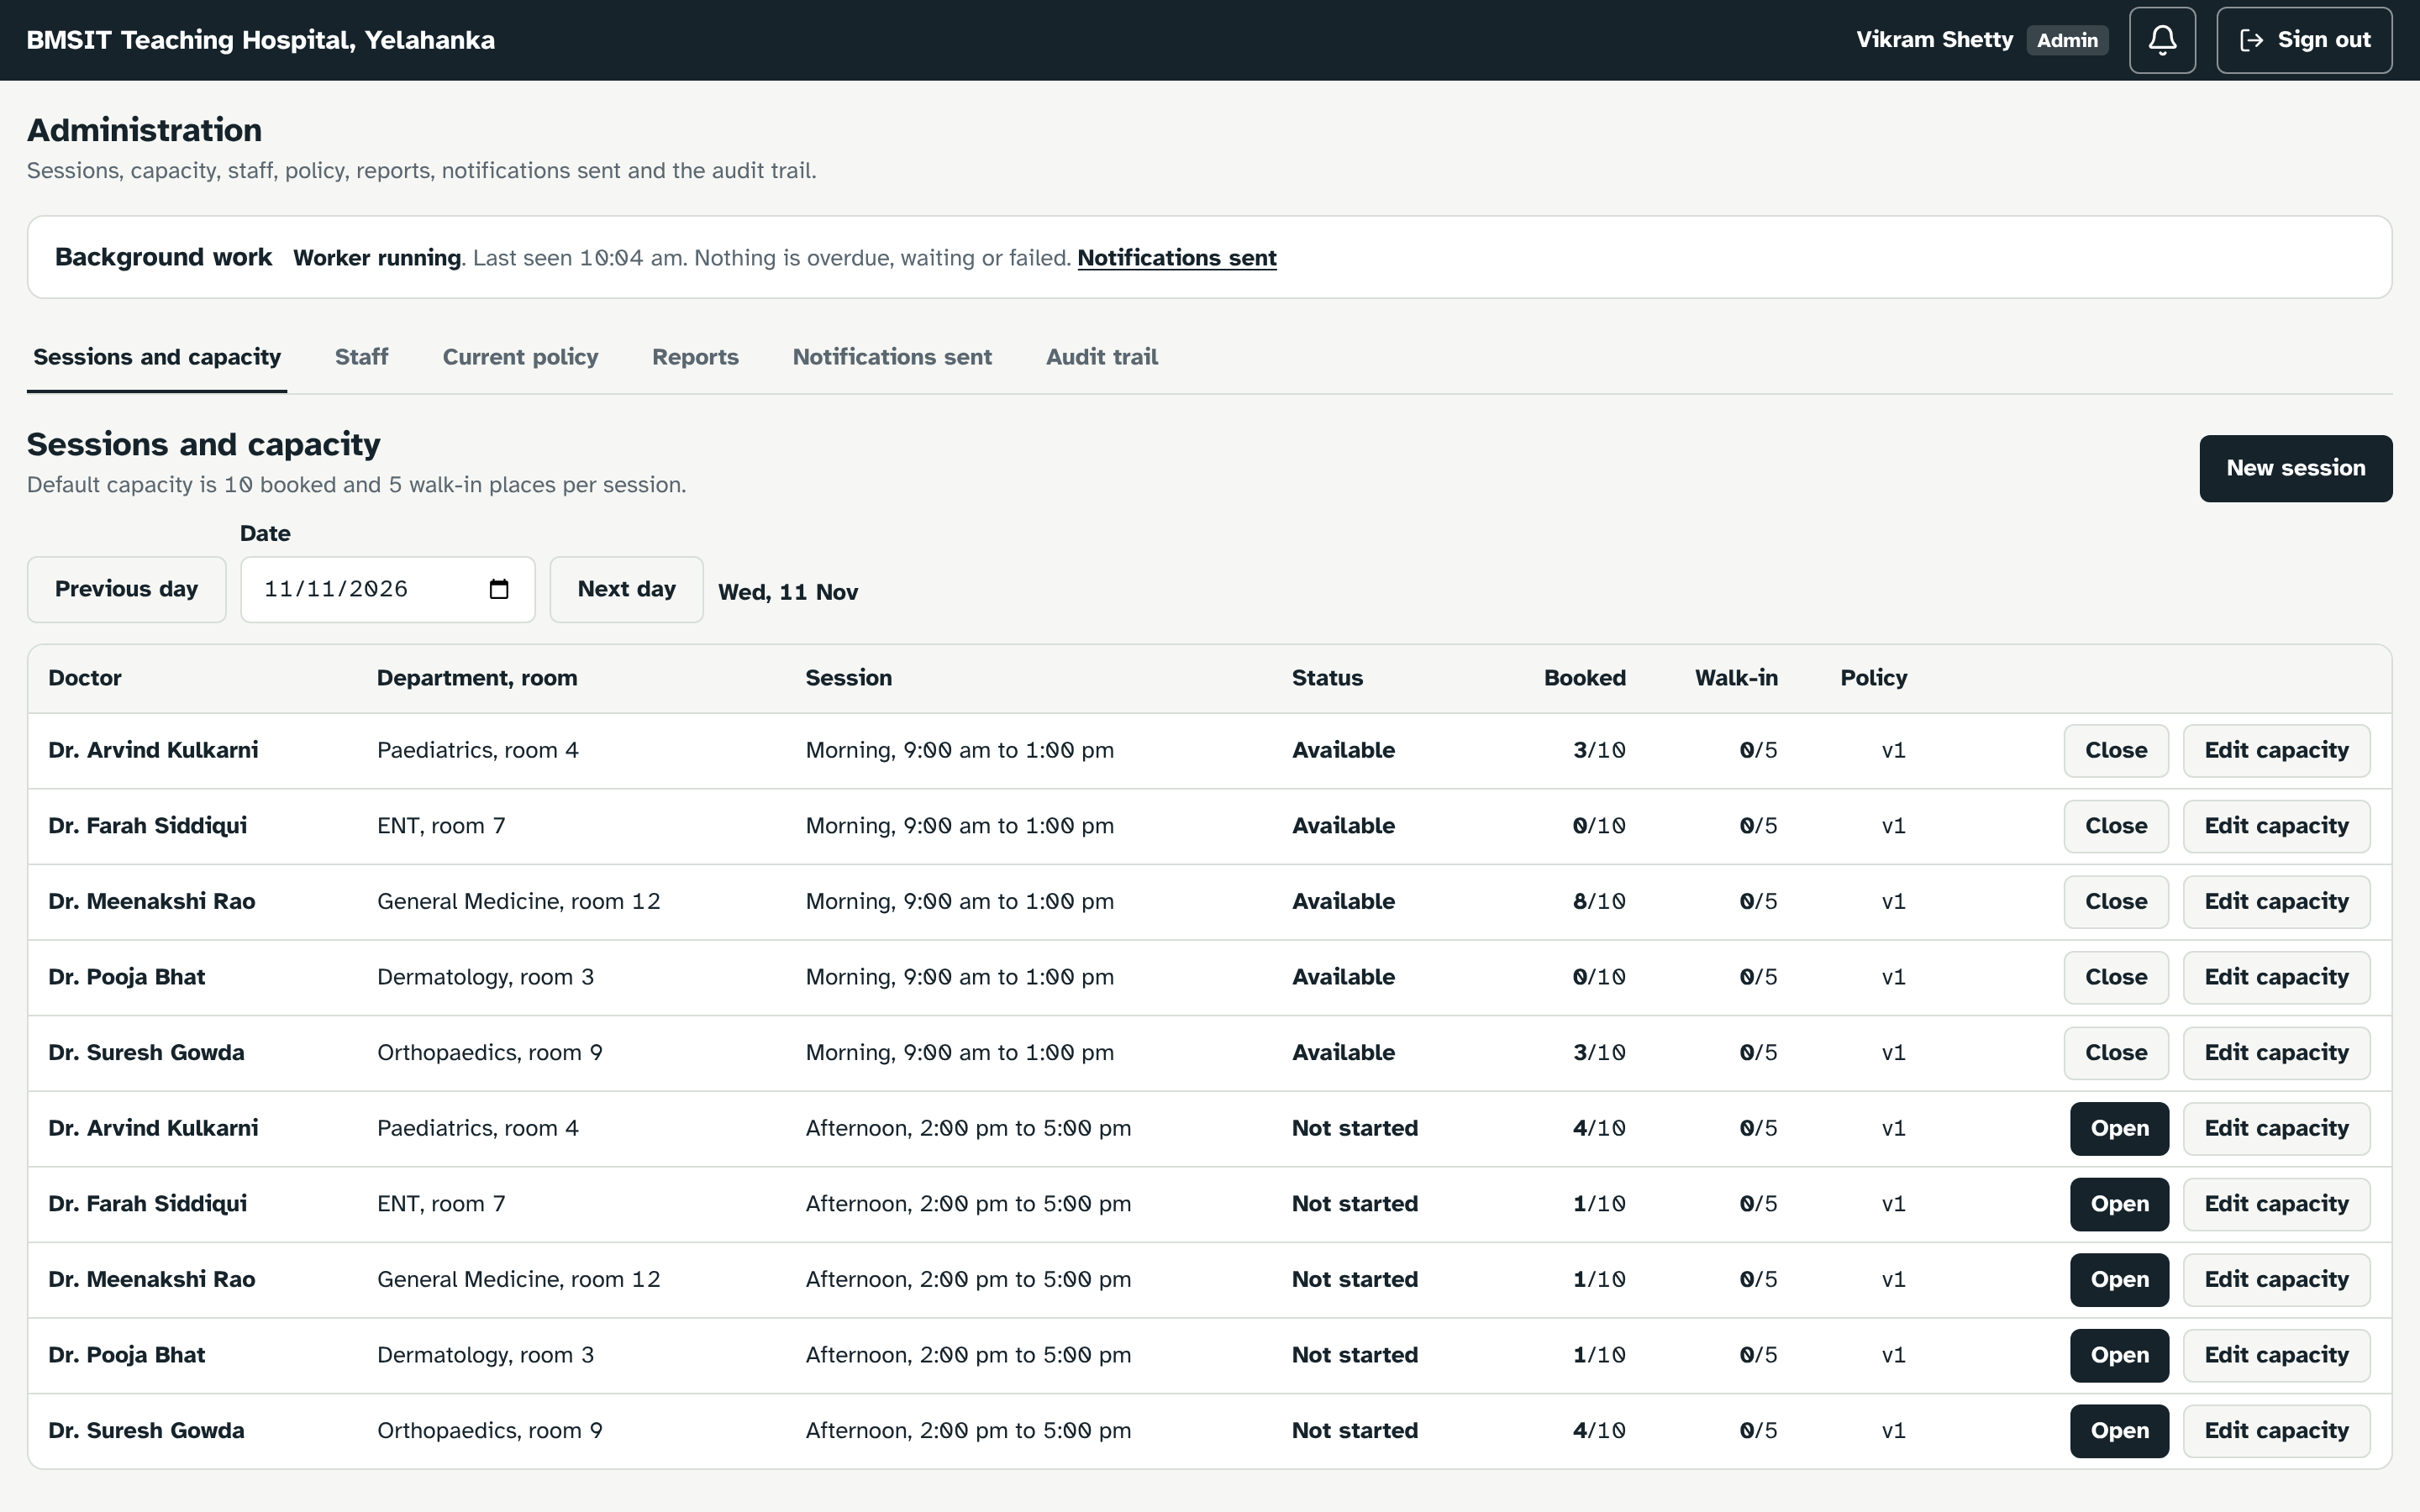 BMSIT Teaching Hospital, Yelahanka
Vikram Shetty Admin Sign out
Administration
Sessions, capacity, staff, policy, reports, notifications sent and the audit trail.
Background work Worker running. Last seen 10:04 am. Nothing is overdue, waiting or failed. Notifications sent
Sessions and capacity Staff Current policy Reports Notifications sent Audit trail
Sessions and capacity
Default capacity is 10 booked and 5 walk-in places per session.
New session
Date
Previous day 11/11/2026 Next day Wed, 11 Nov
Doctor Department, room Session Status Booked Walk-in Policy
Dr. Arvind Kulkarni Paediatrics, room 4 Morning, 9:00 am to 1:00 pm Available 3/10 0/5 v1 Close Edit capacity
Dr. Farah Siddiqui ENT, room 7 Morning, 9:00 am to 1:00 pm Available 0/10 0/5 v1 Close Edit capacity
Dr. Meenakshi Rao General Medicine, room 12 Morning, 9:00 am to 1:00 pm Available 8/10 0/5 v1 Close Edit capacity
Dr. Pooja Bhat Dermatology, room 3 Morning, 9:00 am to 1:00 pm Available 0/10 0/5 v1 Close Edit capacity
Dr. Suresh Gowda Orthopaedics, room 9 Morning, 9:00 am to 1:00 pm Available 3/10 0/5 v1 Close Edit capacity
Dr. Arvind Kulkarni Paediatrics, room 4 Afternoon, 2:00 pm to 5:00 pm Not started 4/10 0/5 v1 Open Edit capacity
Dr. Farah Siddiqui ENT, room 7 Afternoon, 2:00 pm to 5:00 pm Not started 1/10 0/5 v1 Open Edit capacity
Dr. Meenakshi Rao General Medicine, room 12 Afternoon, 2:00 pm to 5:00 pm Not started 1/10 0/5 v1 Open Edit capacity
Dr. Pooja Bhat Dermatology, room 3 Afternoon, 2:00 pm to 5:00 pm Not started 1/10 0/5 v1 Open Edit capacity
Dr. Suresh Gowda Orthopaedics, room 9 Afternoon, 2:00 pm to 5:00 pm Not started 4/10 0/5 v1 Open Edit capacity